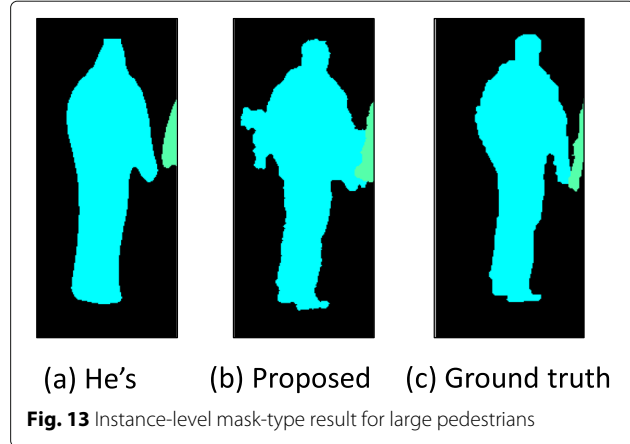 (a) He's (b) Proposed (c) Ground truth
Fig. 13 Instance-level mask-type result for large pedestrians